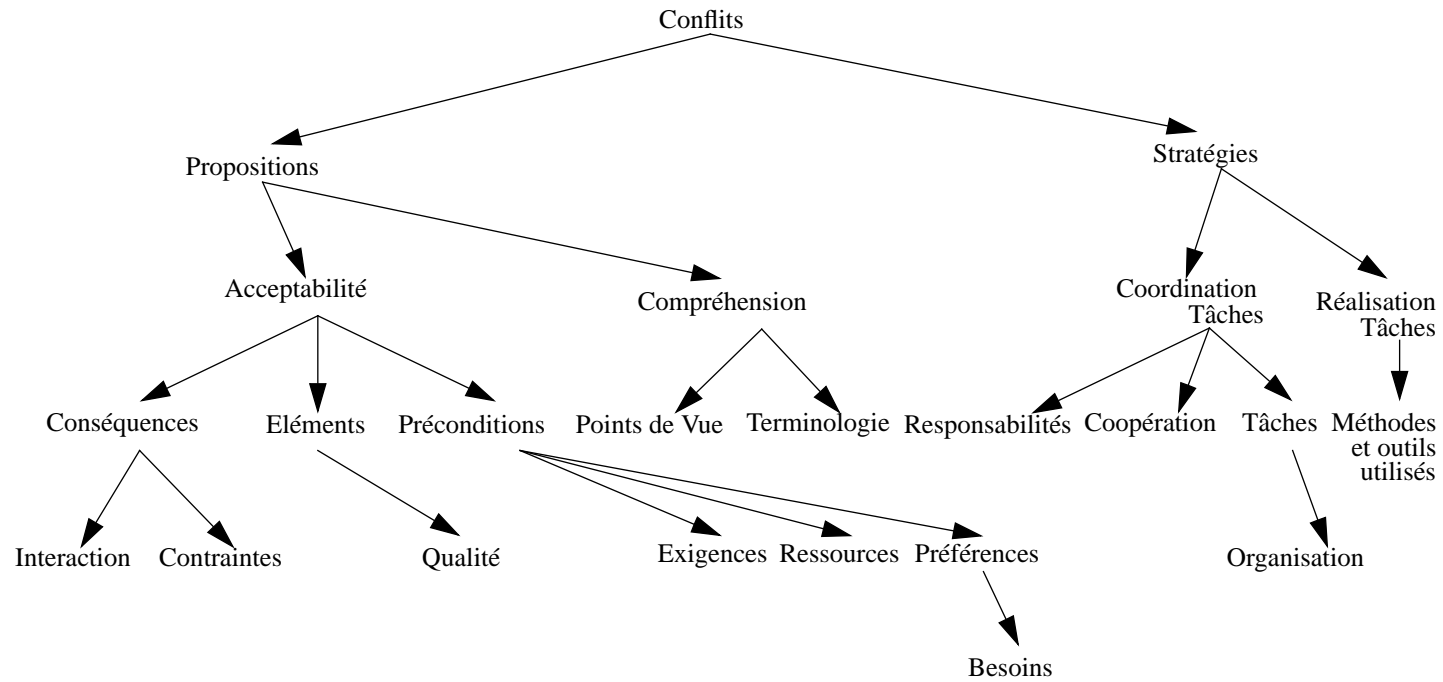 Conflits
Propositions
Stratégies
Acceptabilité
Compréhension
Coordination
Tâches
Réalisation
Tâches
Conséquences
Eléments
Préconditions
Points de Vue
Terminologie
Responsabilités
Coopération
Tâches
Méthodes
et outils
utilisés
Interaction
Contraintes
Qualité
Exigences
Ressources
Préférences
Organisation
Besoins